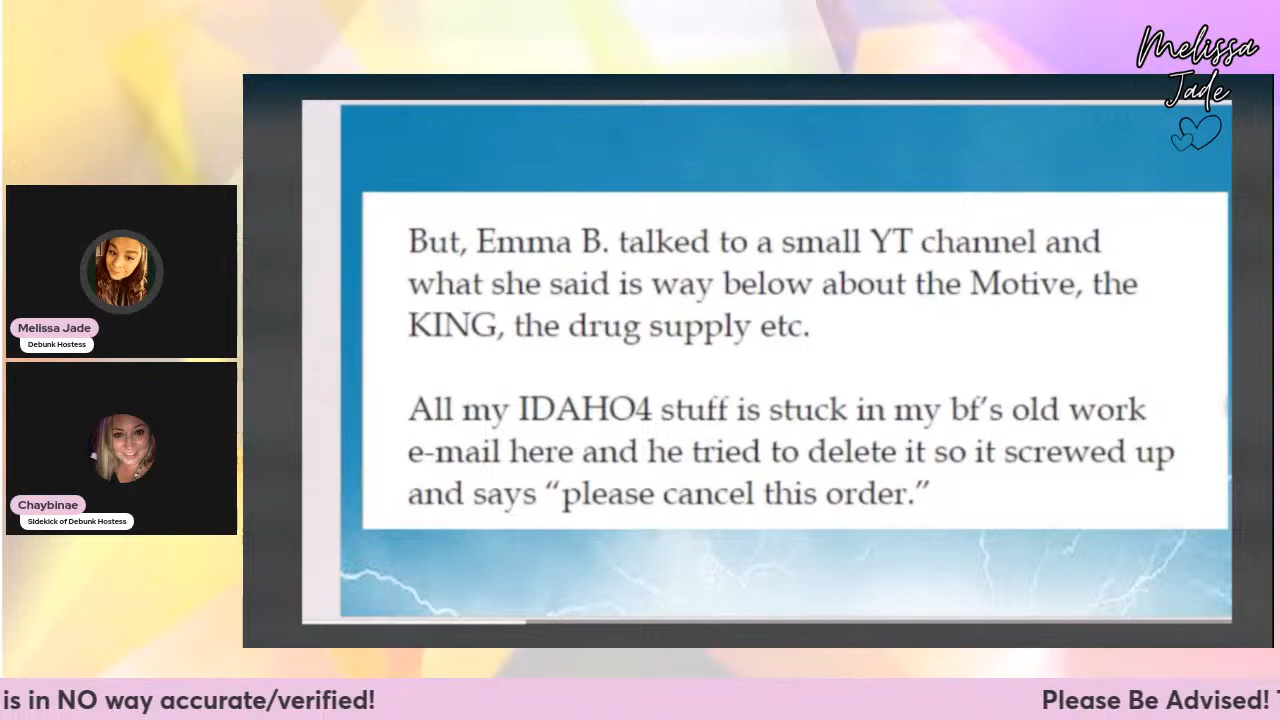 Melissa
Jade
But, Emma B. talked to a small YT channel and
what she said is way below about the Motive, the
KING, the drug supply etc.
All my IDAHO4 stuff is stuck in my bf's old work
e-mail here and he tried to delete it so it screwed up
and says “please cancel this order.”
Melissa Jade
Debunk Hostess
Chaybinae
Sidekick of Debunk Hostess
is in NO way accurate/verified!
Please Be Advised!